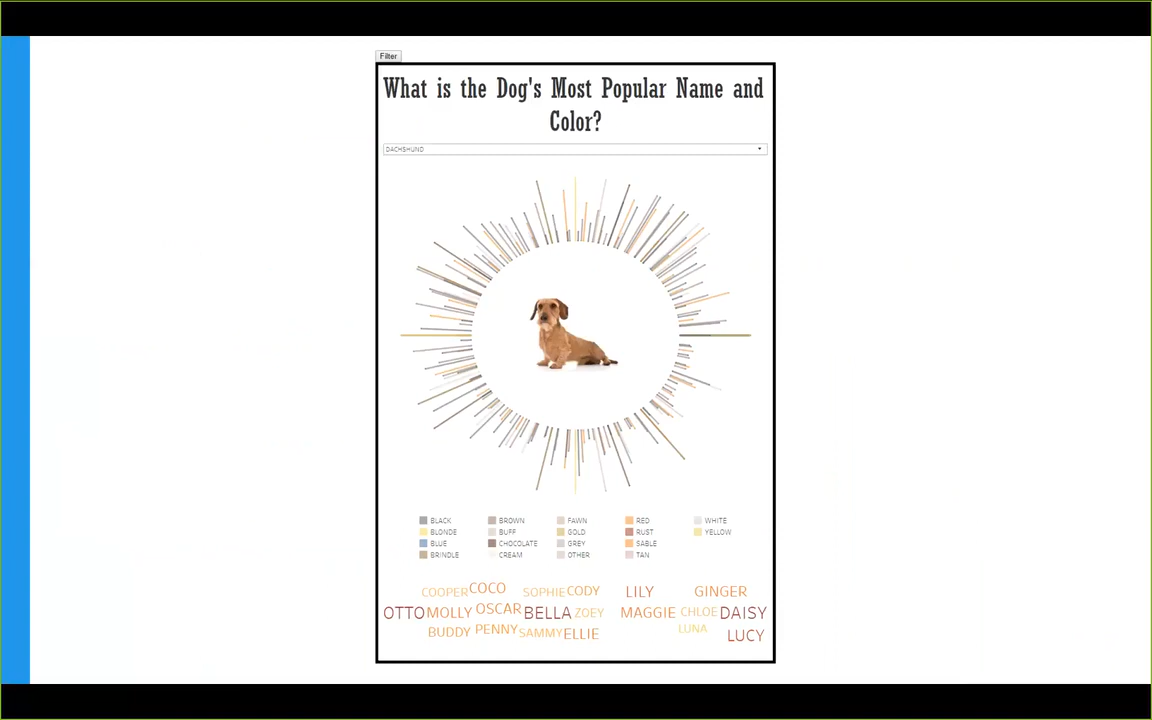 Filter
What is the Dog's Most Popular Name and
Color?
DACHSHUND
BLACK BROWN FAWN RED WHITE
BLONDE BUFF GOLD RUST YELLOW
BLUE CHOCOLATE GREY SABLE
BRINDLE CREAM OTHER TAN
COOPER COCO SOPHIE CODY LILY GINGER
OTTO MOLLY OSCAR BELLA ZOEY MAGGIE CHLOE DAISY
BUDDY PENNY SAMMY ELLIE LUNA LUCY